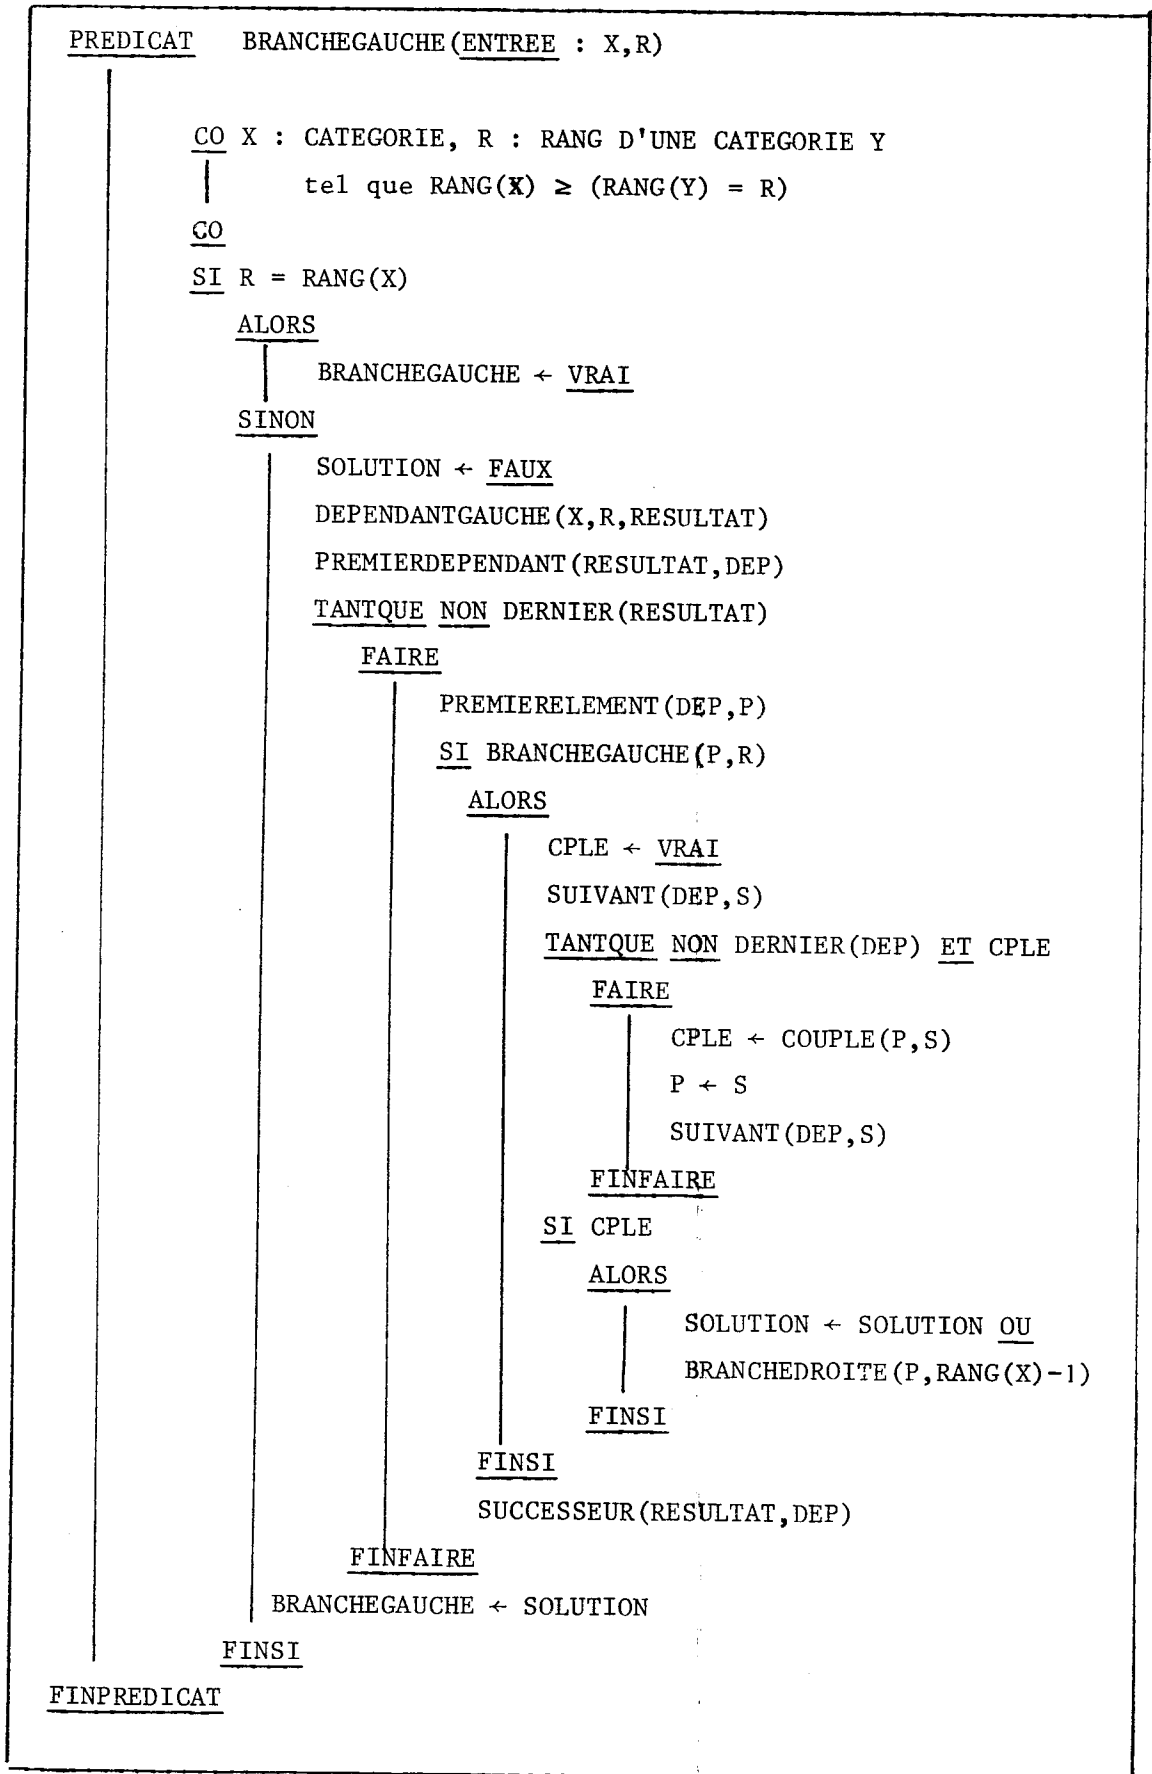 PREDICAT BRANCHEGAUCHE(ENTREE : X,R)
CO X : CATEGORIE, R : RANG D'UNE CATEGORIE Y
tel que RANG(X) ≥ (RANG(Y) = R)
CO
SI R = RANG(X)
ALORS
BRANCHEGAUCHE ← VRAI
SINON
SOLUTION ← FAUX
DEPENDANTGAUCHE(X,R,RESULTAT)
PREMIERDEPENDANT(RESULTAT,DEP)
TANTQUE NON DERNIER(RESULTAT)
FAIRE
PREMIERELEMENT(DEP,P)
SI BRANCHEGAUCHE(P,R)
ALORS
CPLE ← VRAI
SUIVANT(DEP,S)
TANTQUE NON DERNIER(DEP) ET CPLE
FAIRE
CPLE ← COUPLE(P,S)
P ← S
SUIVANT(DEP,S)
FINFAIRE
SI CPLE
ALORS
SOLUTION ← SOLUTION OU
BRANCHEDROITE(P,RANG(X)-1)
FINSI
FINSI
SUCCESSEUR(RESULTAT,DEP)
FINFAIRE
BRANCHEGAUCHE ← SOLUTION
FINSI
FINPREDICAT